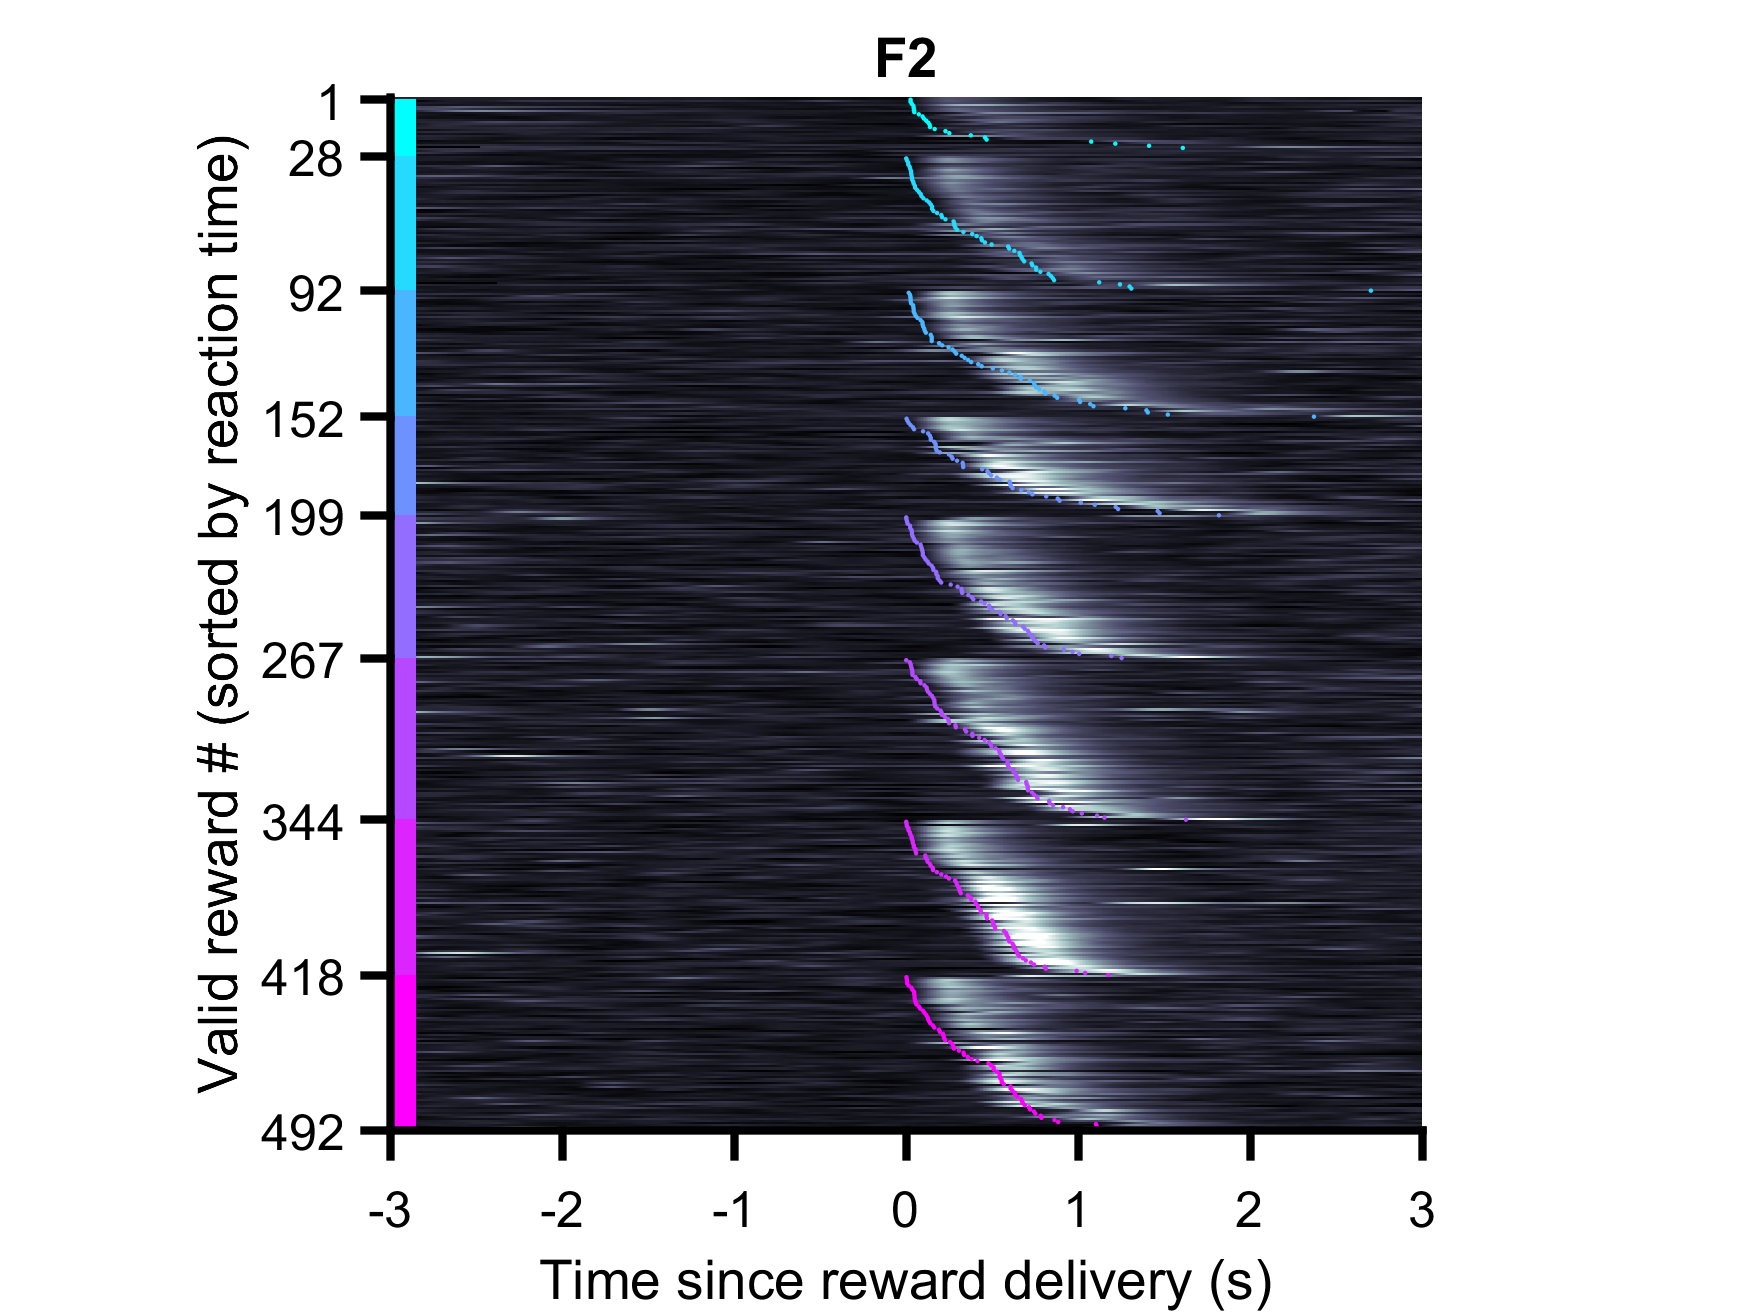 F2
Valid reward # (sorted by reaction time)
1
28
92
152
199
267
344
418
492
-3 -2 -1 0 1 2 3
Time since reward delivery (s)